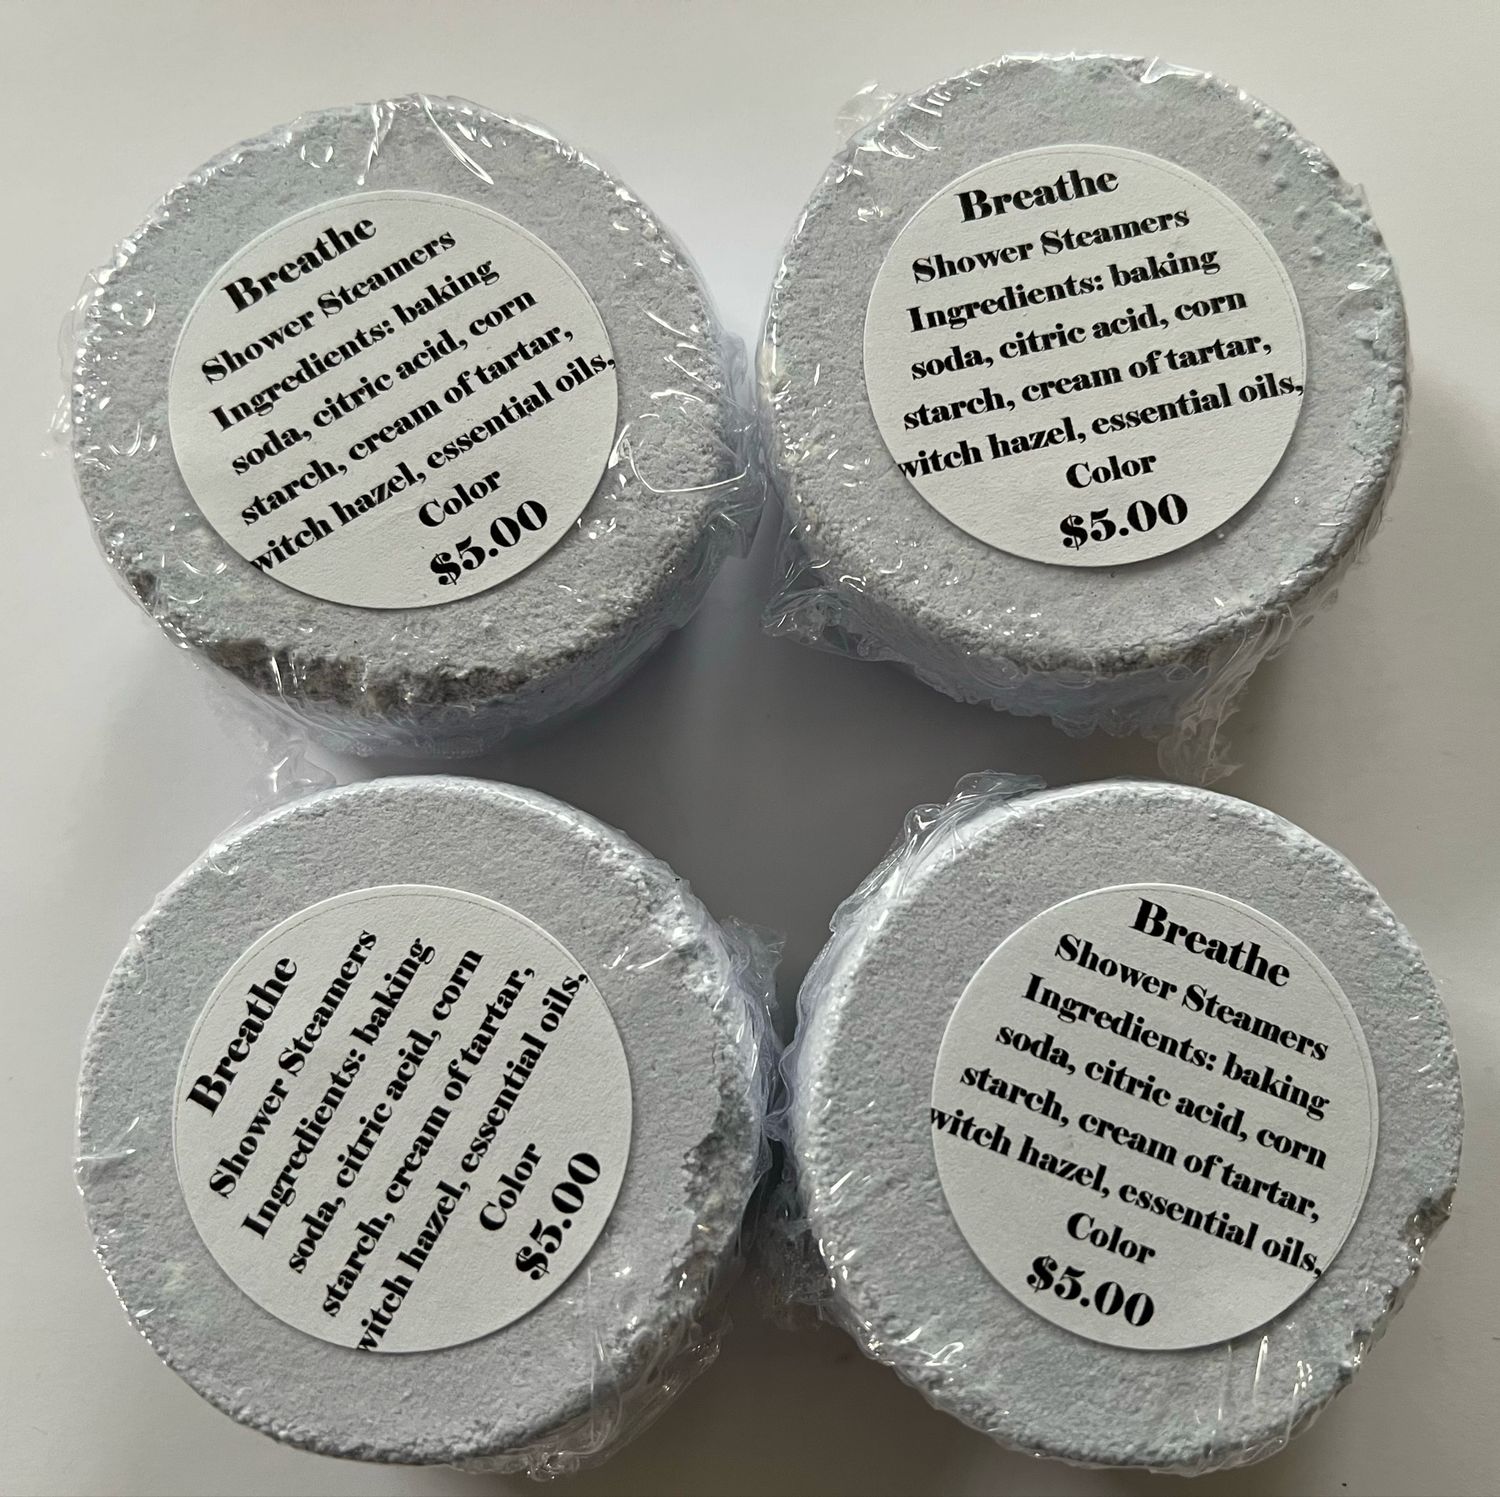 Breathe
Shower Steamers
Ingredients: baking
soda, citric acid, corn
starch, cream of tartar,
witch hazel, essential oils,
Color
$5.00
Breathe
Shower Steamers
Ingredients: baking
soda, citric acid, corn
starch, cream of tartar,
witch hazel, essential oils,
Color
$5.00
Breathe
Shower Steamers
Ingredients: baking
soda, citric acid, corn
starch, cream of tartar,
witch hazel, essential oils,
Color
$5.00
Breathe
Shower Steamers
Ingredients: baking
soda, citric acid, corn
starch, cream of tartar,
witch hazel, essential oils,
Color
$5.00